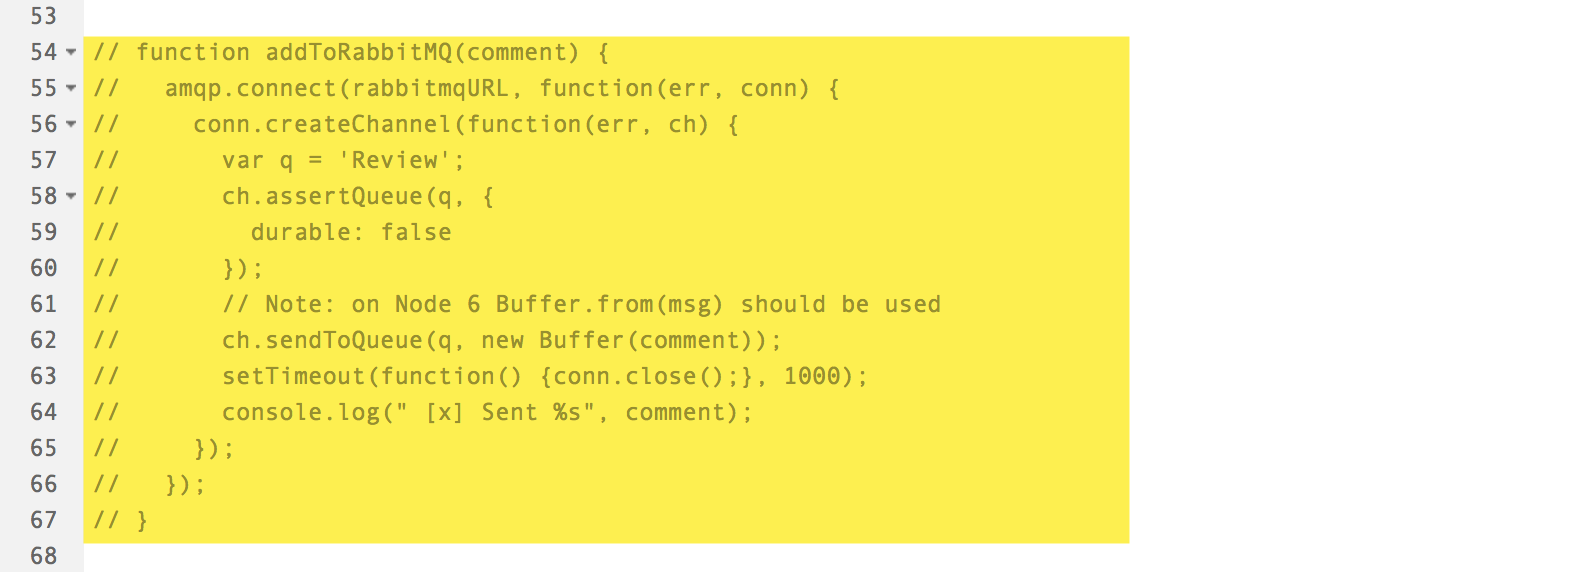 53
54 // function addToRabbitMQ(comment) {
55 //   amqp.connect(rabbitmqURL, function(err, conn) {
56 //     conn.createChannel(function(err, ch) {
57 //       var q = 'Review';
58 //       ch.assertQueue(q, {
59 //         durable: false
60 //       });
61 //       // Note: on Node 6 Buffer.from(msg) should be used
62 //       ch.sendToQueue(q, new Buffer(comment));
63 //       setTimeout(function() {conn.close();}, 1000);
64 //       console.log(" [x] Sent %s", comment);
65 //     });
66 //   });
67 // }
68